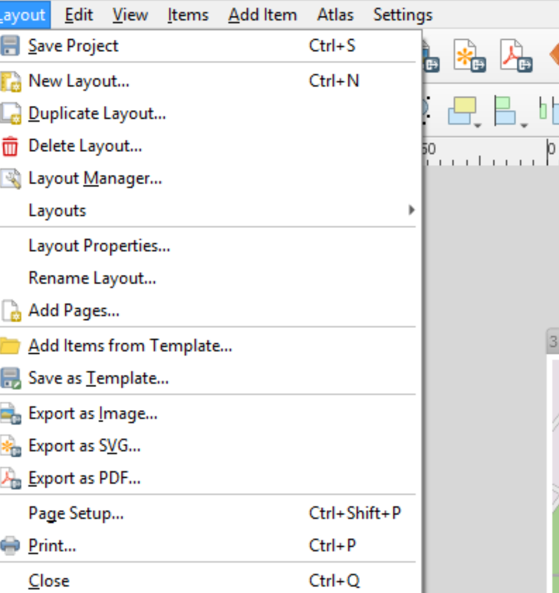 Layout Edit View Items Add Item Atlas Settings
Save Project Ctrl+S
New Layout... Ctrl+N
Duplicate Layout...
Delete Layout...
Layout Manager...
Layouts
Layout Properties...
Rename Layout...
Add Pages...
Add Items from Template...
Save as Template...
Export as Image...
Export as SVG...
Export as PDF...
Page Setup... Ctrl+Shift+P
Print... Ctrl+P
Close Ctrl+Q
50 0
3